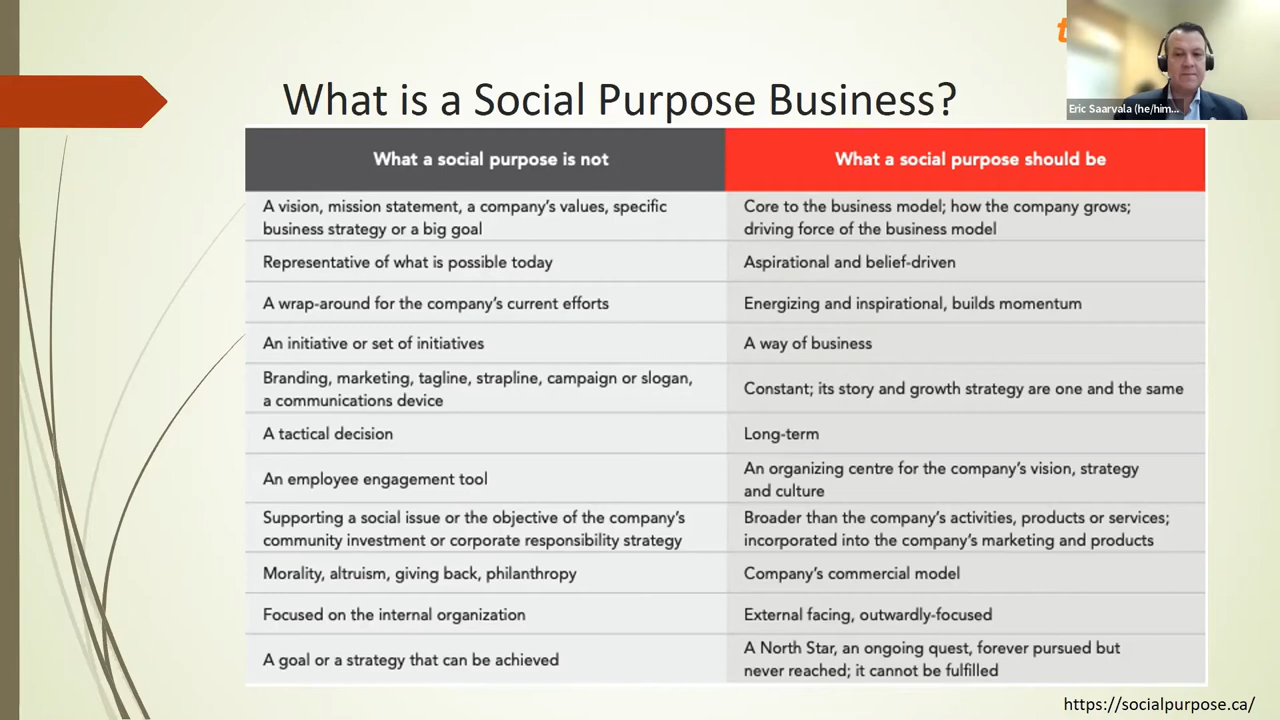 What is a Social Purpose Business?
Eric Saarvala (he/him...
What a social purpose is not
What a social purpose should be
A vision, mission statement, a company's values, specific
business strategy or a big goal
Core to the business model; how the company grows;
driving force of the business model
Representative of what is possible today
Aspirational and belief-driven
A wrap-around for the company's current efforts
Energizing and inspirational, builds momentum
An initiative or set of initiatives
A way of business
Branding, marketing, tagline, strapline, campaign or slogan,
a communications device
Constant; its story and growth strategy are one and the same
A tactical decision
Long-term
An employee engagement tool
An organizing centre for the company's vision, strategy
and culture
Supporting a social issue or the objective of the company's
community investment or corporate responsibility strategy
Broader than the company's activities, products or services;
incorporated into the company's marketing and products
Morality, altruism, giving back, philanthropy
Company's commercial model
Focused on the internal organization
External facing, outwardly-focused
A goal or a strategy that can be achieved
A North Star, an ongoing quest, forever pursued but
never reached; it cannot be fulfilled
https://socialpurpose.ca/